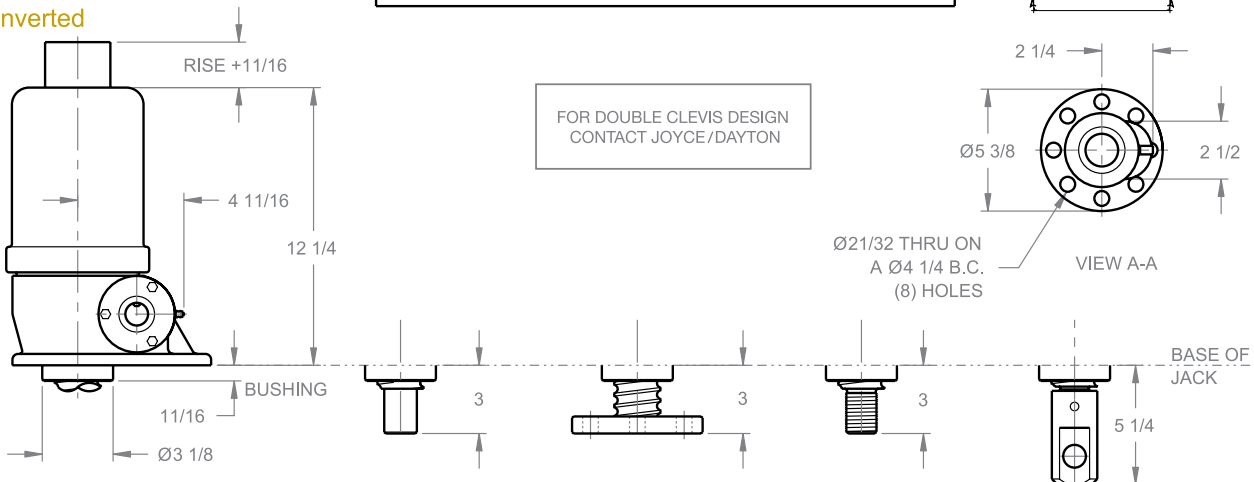 nverted
RISE +11/16
2 1/4
FOR DOUBLE CLEVIS DESIGN
CONTACT JOYCE/DAYTON
Ø5 3/8
2 1/2
4 11/16
12 1/4
Ø21/32 THRU ON
A Ø4 1/4 B.C.
(8) HOLES
VIEW A-A
BASE OF
JACK
BUSHING
11/16
3
3
3
5 1/4
Ø3 1/8